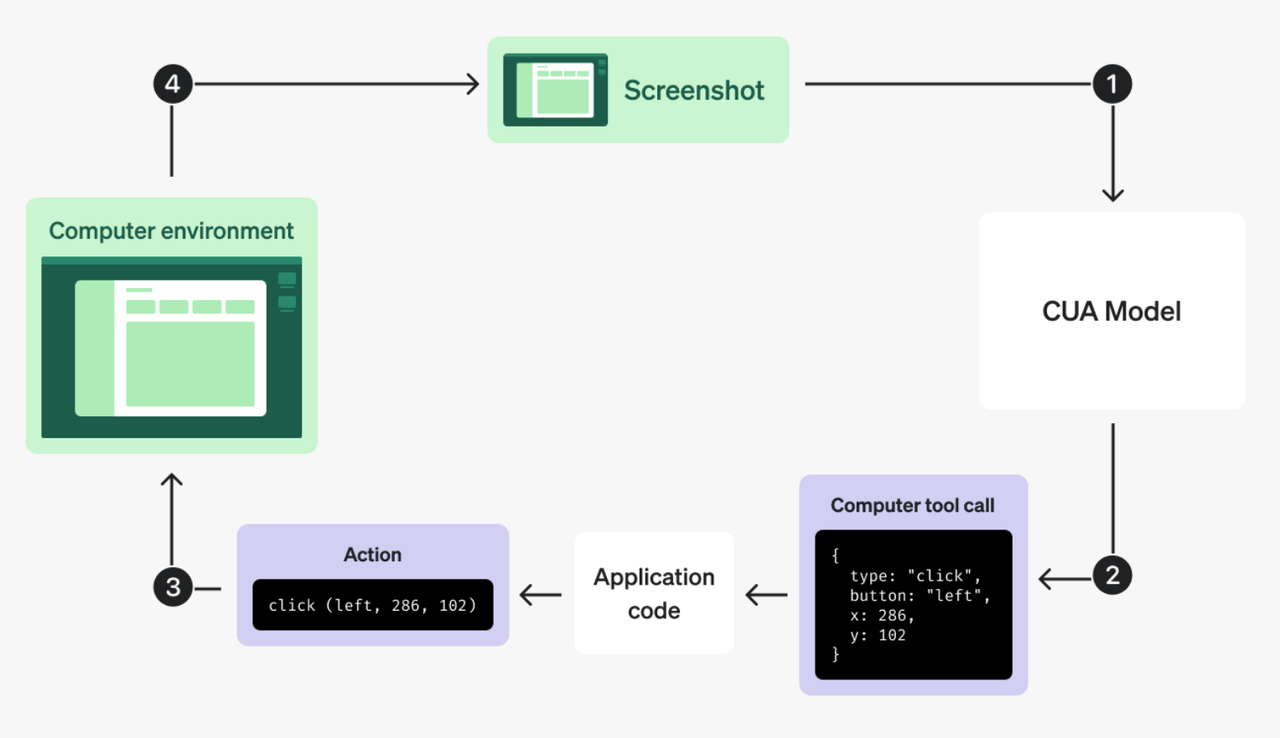 4
Screenshot
1
Computer environment
CUA Model
Computer tool call
{
  type: "click",
  button: "left",
  x: 286,
  y: 102
}
2
Application
code
Action
click (left, 286, 102)
3